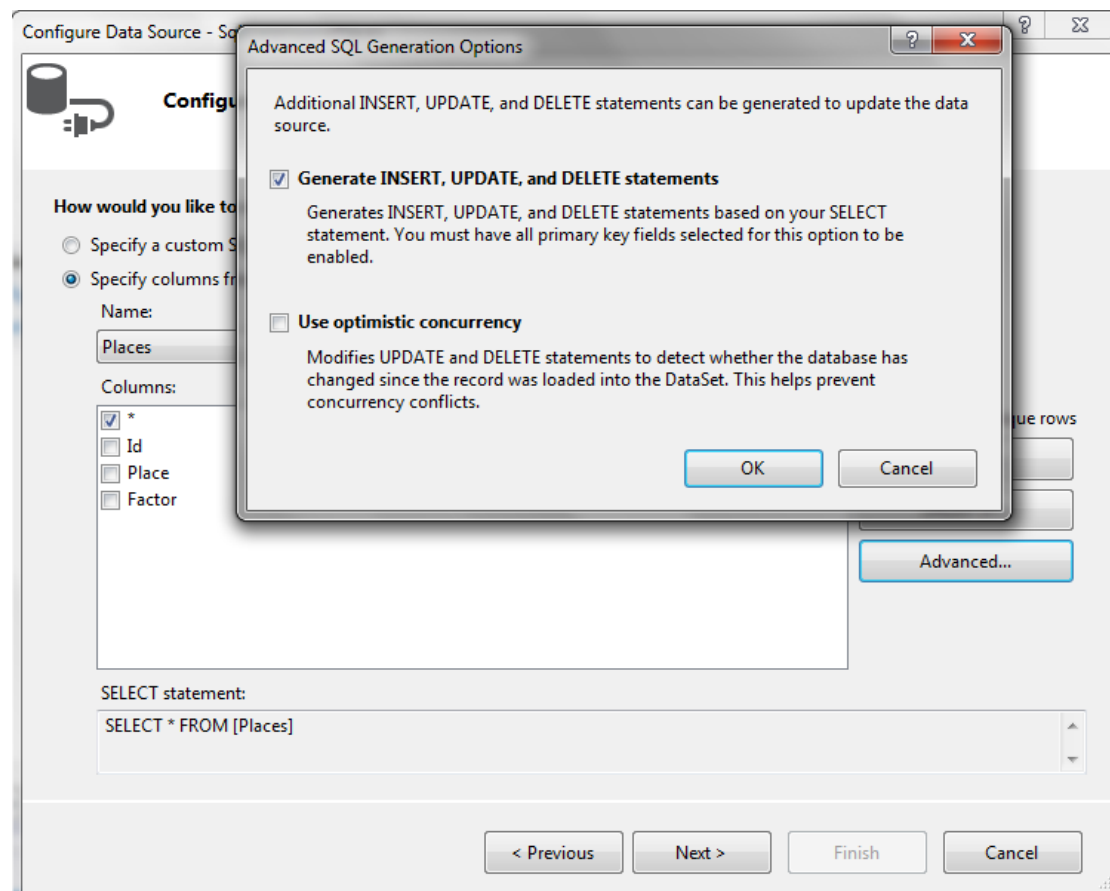 Configure Data Source - Sq
Advanced SQL Generation Options
Configu
Additional INSERT, UPDATE, and DELETE statements can be generated to update the data
source.
Generate INSERT, UPDATE, and DELETE statements
Generates INSERT, UPDATE, and DELETE statements based on your SELECT
statement. You must have all primary key fields selected for this option to be
enabled.
How would you like to
Specify a custom S
Specify columns fr
Name:
Places
Use optimistic concurrency
Modifies UPDATE and DELETE statements to detect whether the database has
changed since the record was loaded into the DataSet. This helps prevent
concurrency conflicts.
Columns:
*
Id
Place
Factor
que rows
OK
Cancel
Advanced...
SELECT statement:
SELECT * FROM [Places]
< Previous
Next >
Finish
Cancel